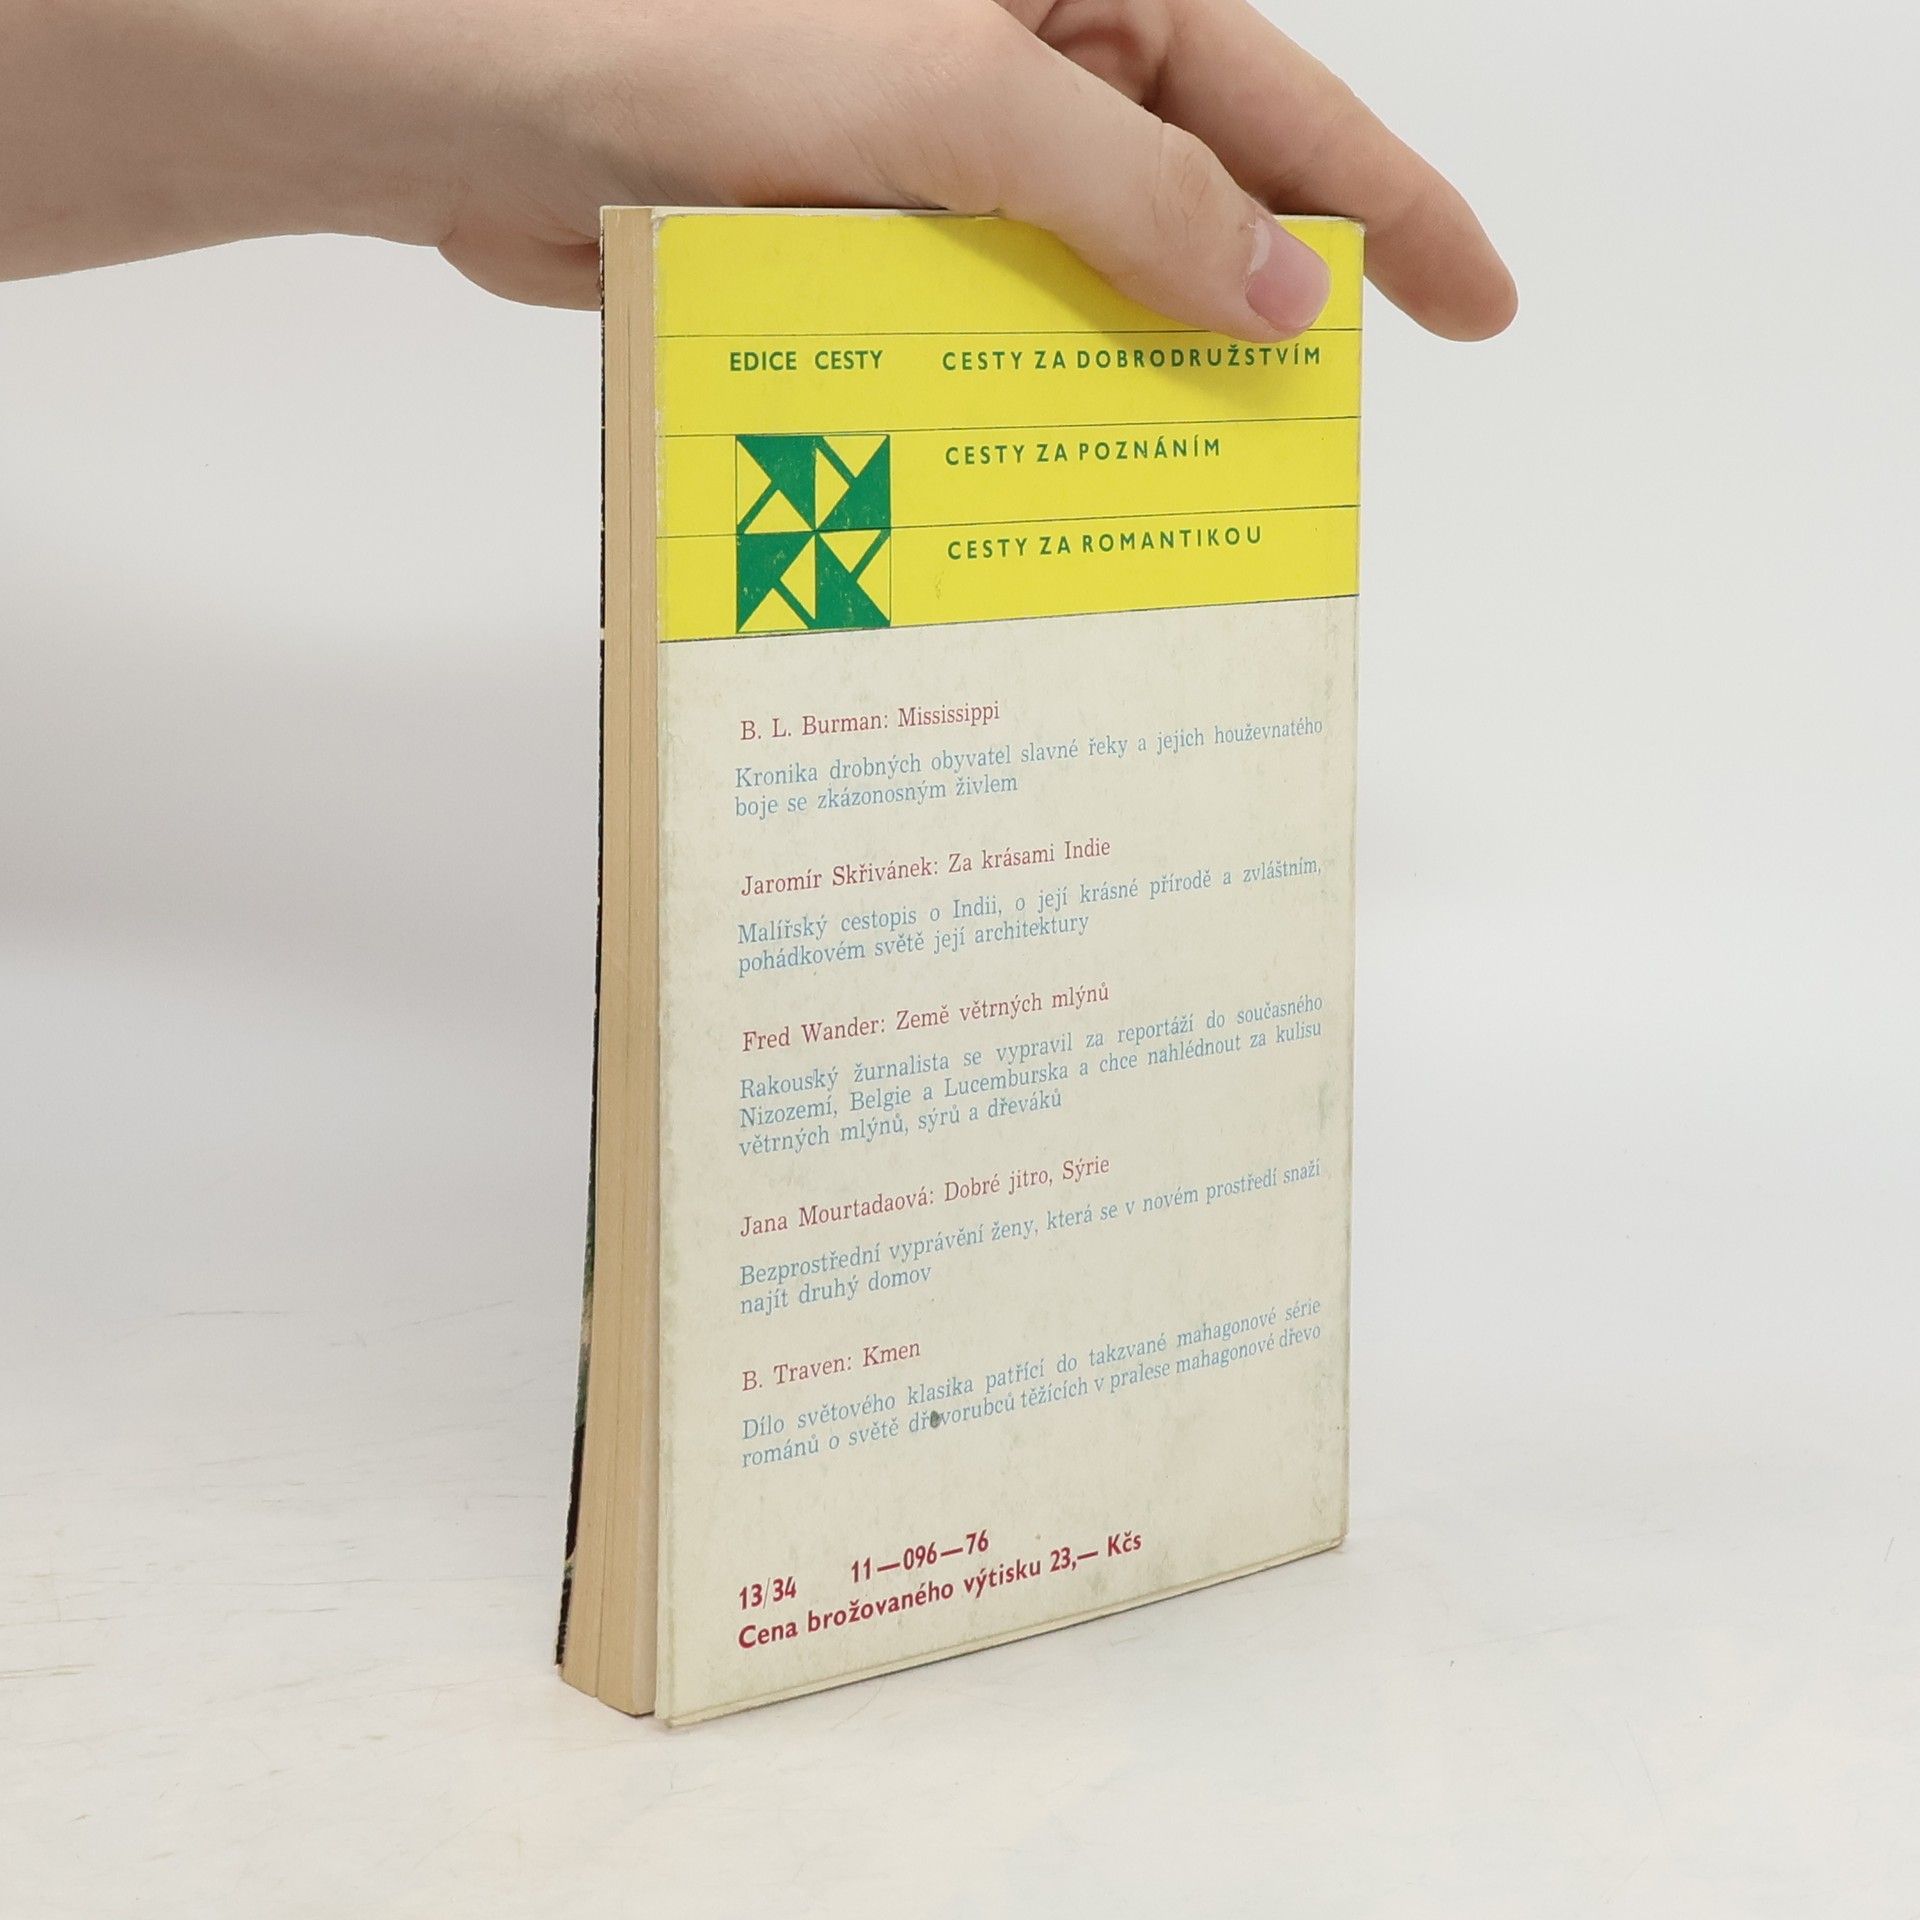 EDICE CESTY
CESTY ZA DOBRODRUŽSTVÍM
CESTY ZA POZNÁNÍM
CESTY ZA ROMANTIKOU
B. L. Burman: Mississippi
Kronika drobných obyvatel slavné řeky a jejich houževnatého
boje se zkázonosným živlem
Jaromír Skřivánek: Za krásami Indie
Malířský cestopis o Indii, o její krásné přírodě a zvláštním,
pohádkovém světě její architektury
Fred Wander: Země větrných mlýnů
Rakouský žurnalista se vypravil za reportáží do současného
Nizozemí, Belgie a Lucemburska a chce nahlédnout za kulisu
větrných mlýnů, sýrů a dřeváků
Jana Mourtadaová: Dobré jitro, Sýrie
Bezprostřední vyprávění ženy, která se v novém prostředí snaží
najít druhý domov
B. Traven: Kmen
Dílo světového klasika patřící do takzvané mahagonové série
románů o světě dřevorubců těžících v pralese mahagonové dřevo
13/34 11—096—76
Cena brožovaného výtisku 23,— Kčs